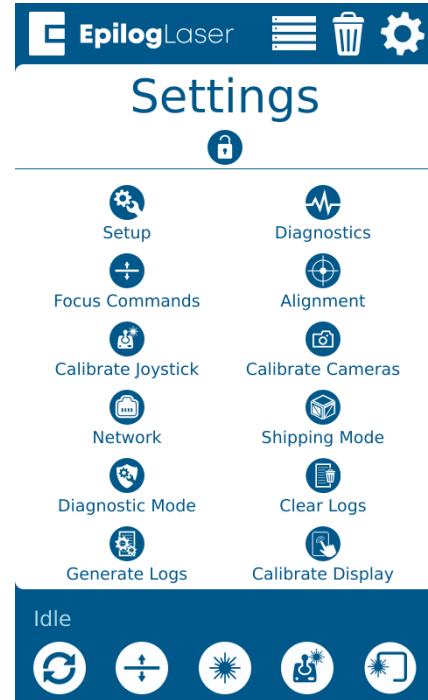 EpilogLaser
Settings
Setup
Diagnostics
Focus Commands
Alignment
Calibrate Joystick
Calibrate Cameras
Network
Shipping Mode
Diagnostic Mode
Clear Logs
Generate Logs
Calibrate Display
Idle